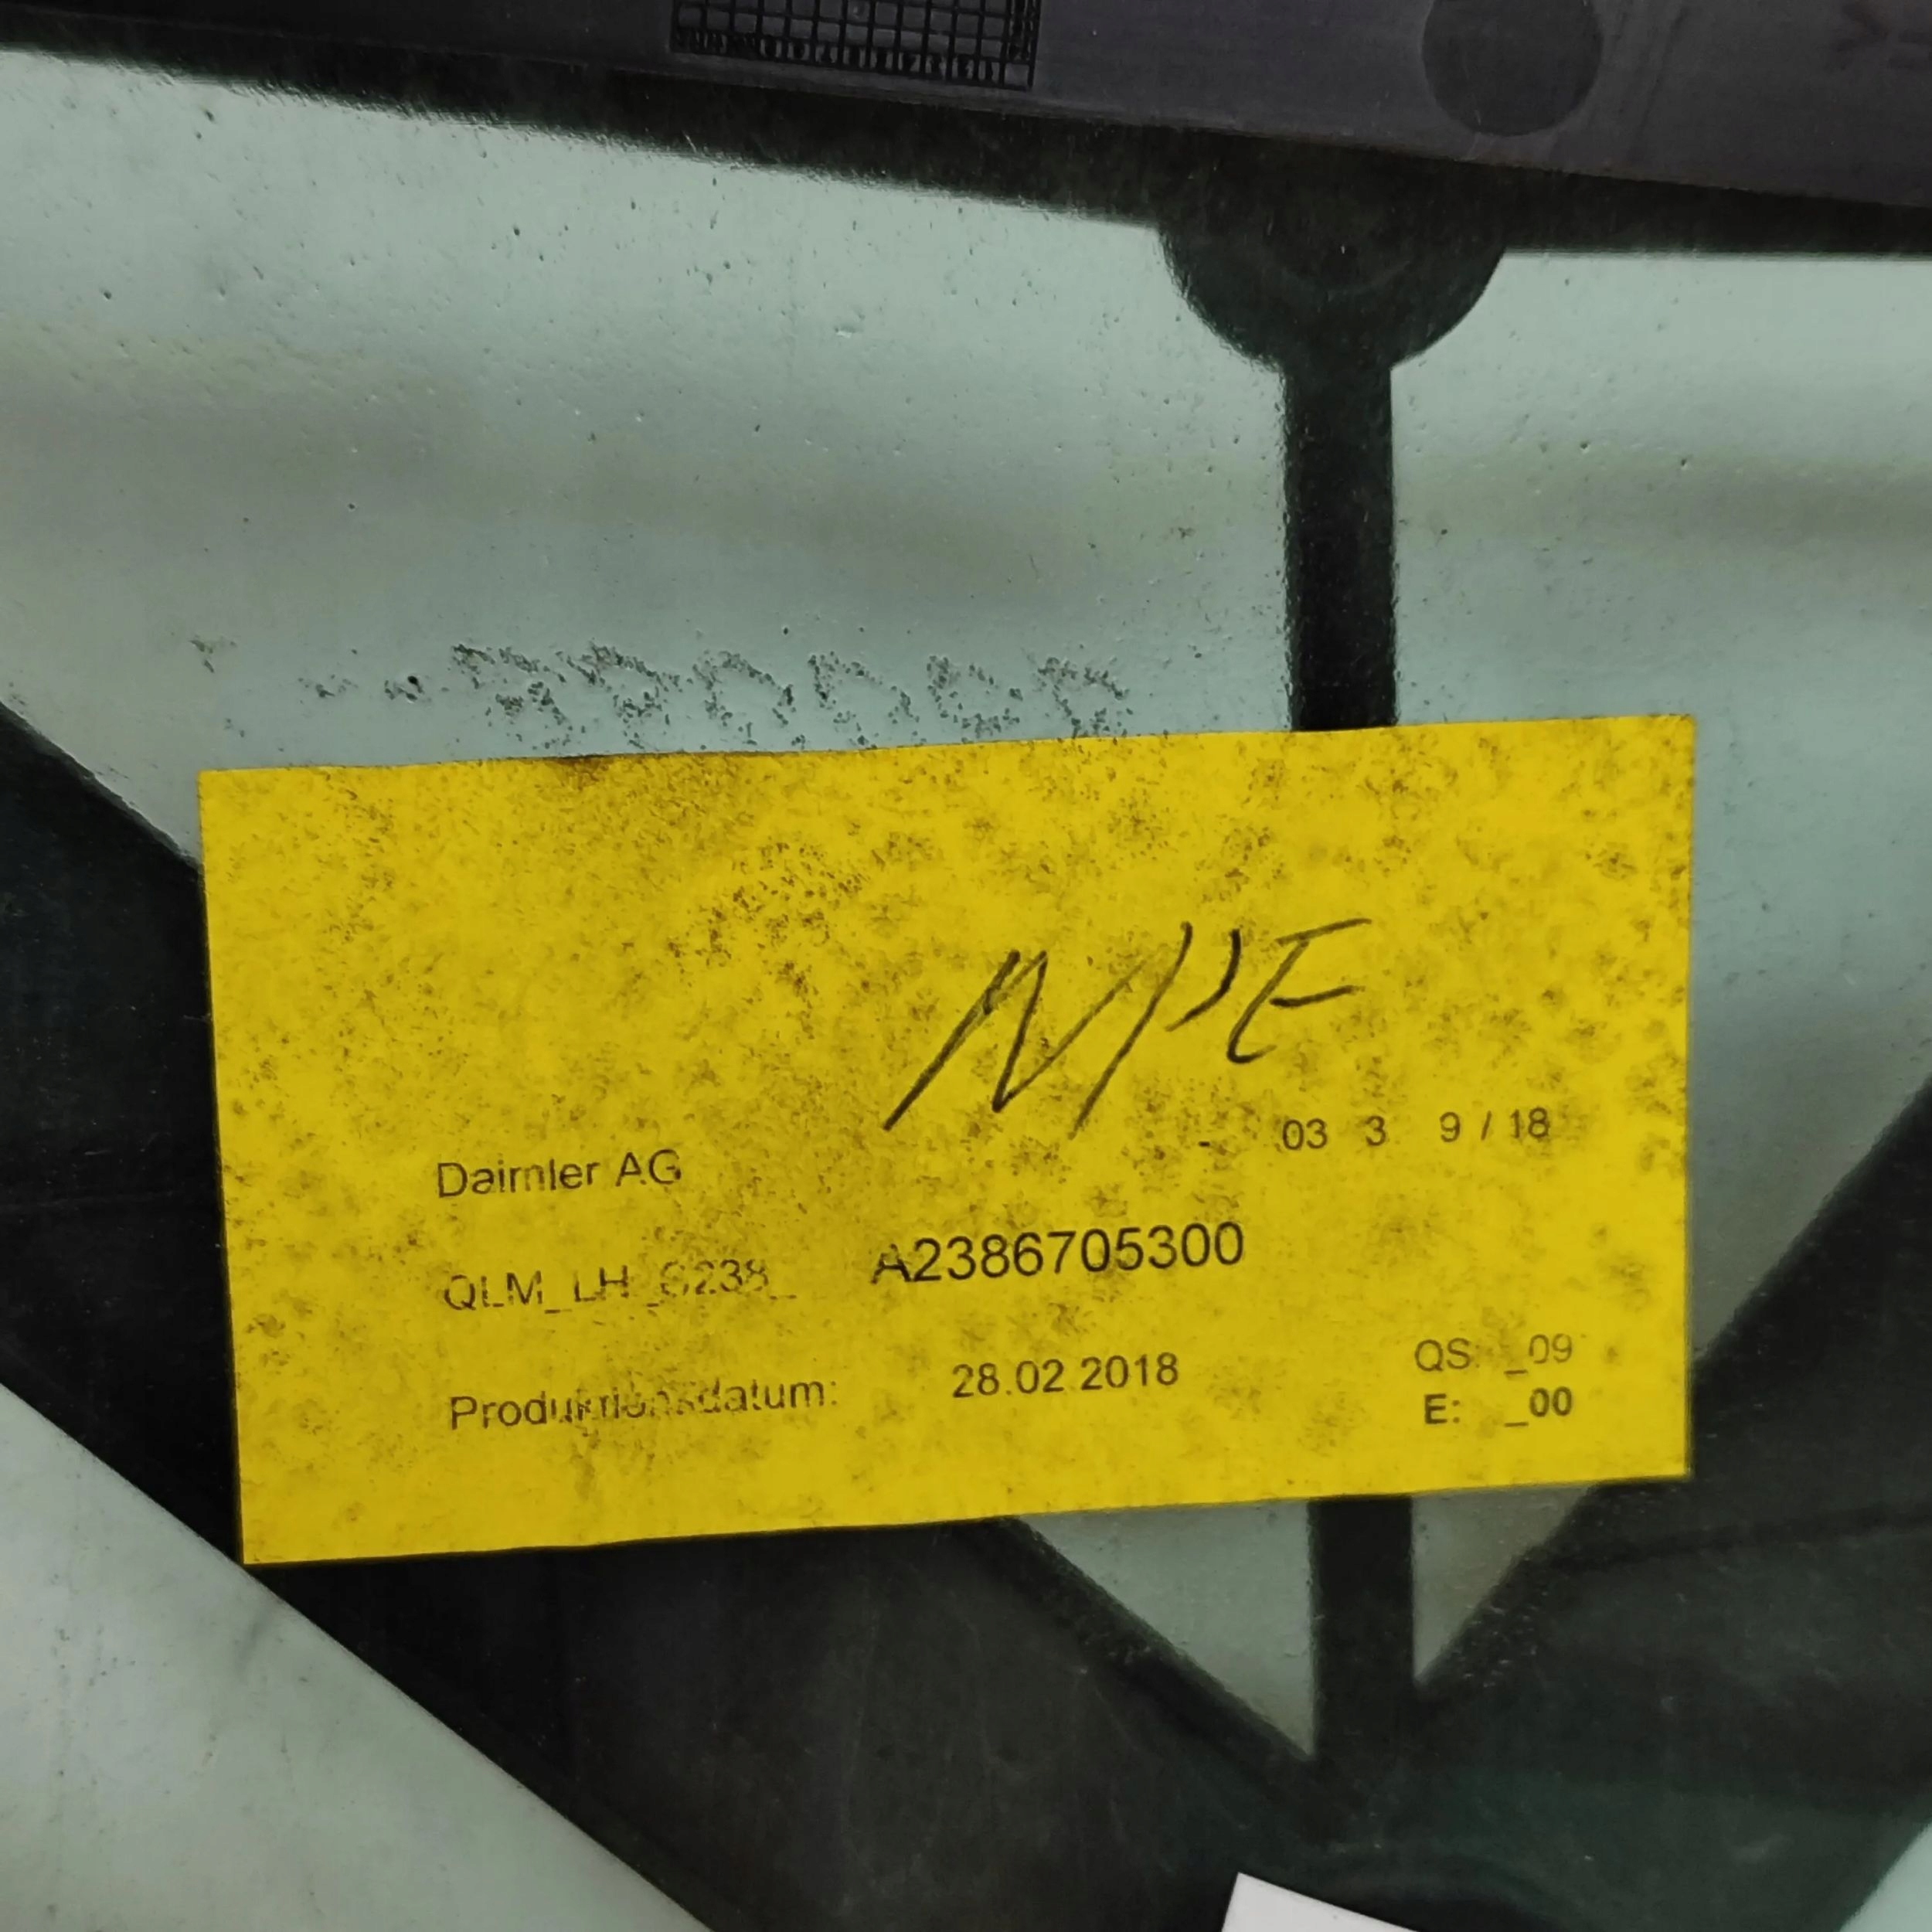 03 3 9 / 18
Daimler AG
QLM_LH_C238_ A2386705300
Produktionsdatum: 28.02.2018
QS: _09
E: _00